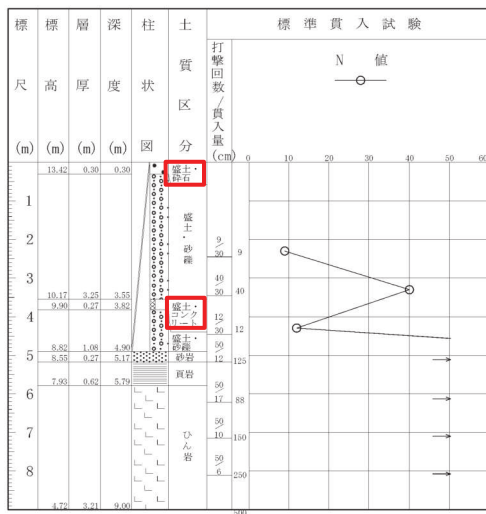 標 標 層 深 柱 土 標準貫入試験
質 打撃回数/貫入量 N 値
尺 高 厚 度 状 区
(m) (m) (m) (m) 図 分 (cm)
0 10 20 30 40 50 60
13.42 0.30 0.30 盛土・砕石
1
盛土・砂礫
2
9/30 9
3
40/30 40
10.17 3.25 3.55
9.90 0.27 3.82 盛土・コンクリート
4
12/30 12
盛土・砂礫
8.82 1.08 4.90
5
8.55 0.27 5.17 砂岩
50/12 125
頁岩
7.93 0.62 5.79
6
50/17 88
7
ひん岩
50/10 150
8
50/6 250
4.72 3.21 9.00
500